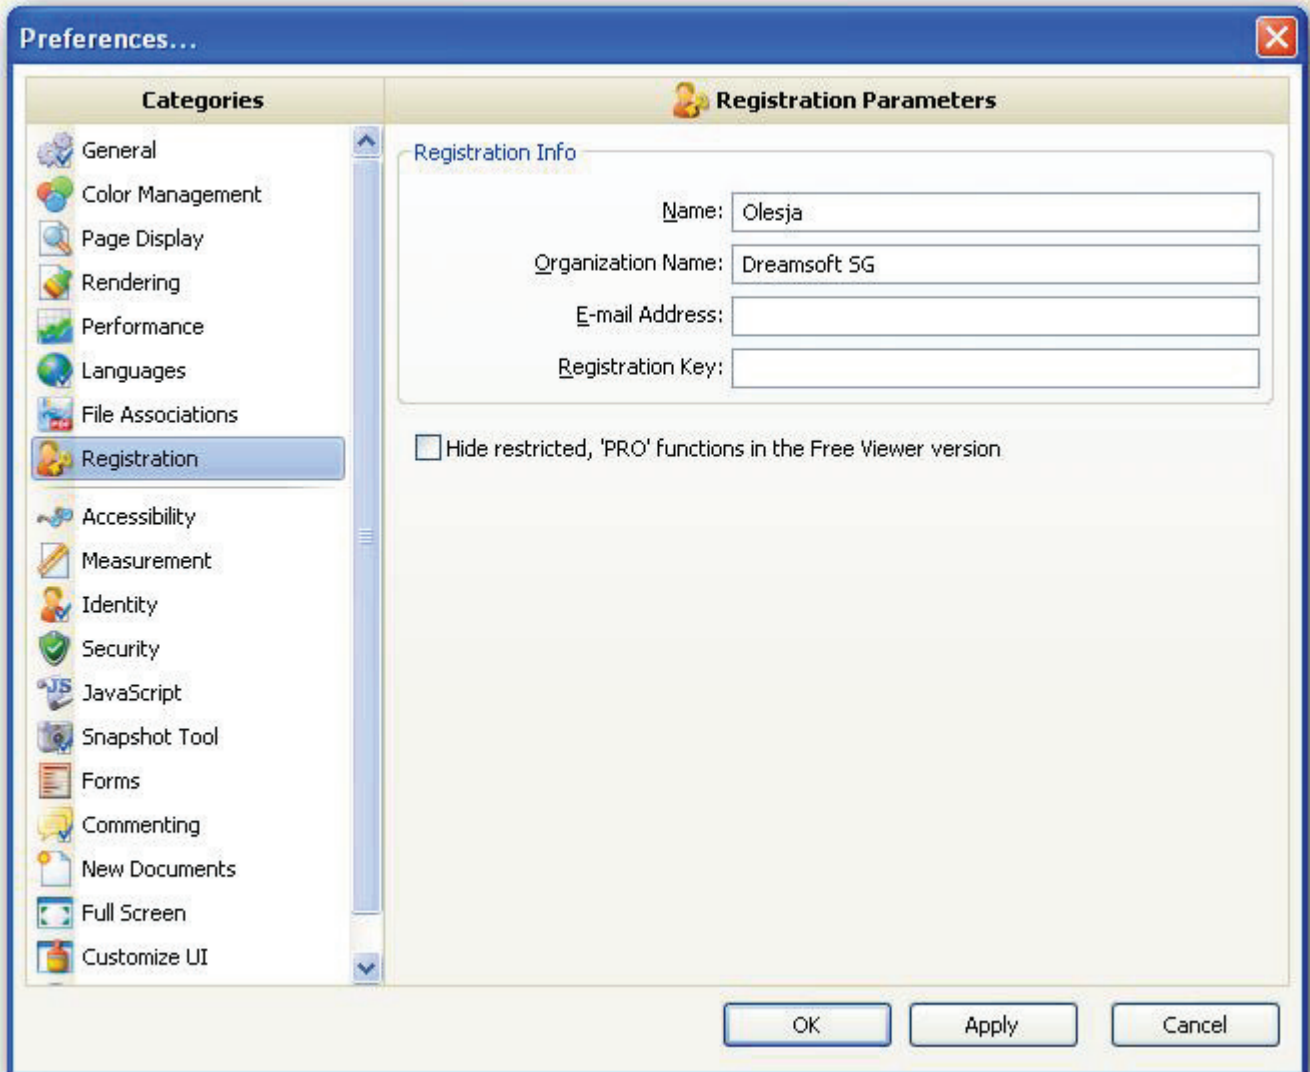 Preferences...
Categories
Registration Parameters
General
Color Management
Page Display
Rendering
Performance
Languages
File Associations
Registration
Accessibility
Measurement
Identity
Security
JS JavaScript
Snapshot Tool
Forms
Commenting
New Documents
Full Screen
Customize UI
Registration Info
Name: Olesja
Organization Name: Dreamsoft SG
E-mail Address:
Registration Key:
Hide restricted, 'PRO' functions in the Free Viewer version
OK Apply Cancel